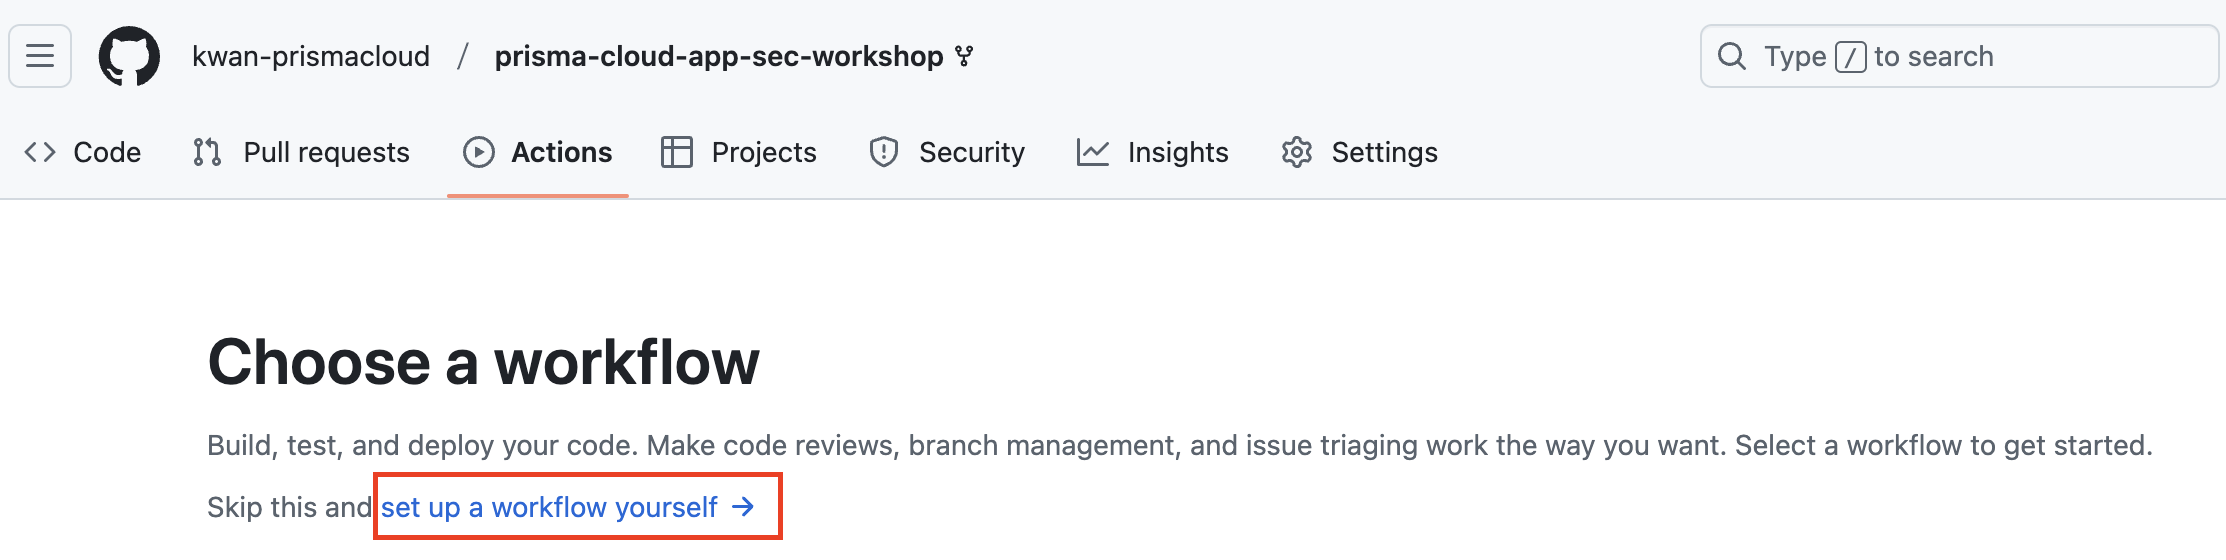 kwan-prismacloud / prisma-cloud-app-sec-workshop Type / to search
Code Pull requests Actions Projects Security Insights Settings
Choose a workflow
Build, test, and deploy your code. Make code reviews, branch management, and issue triaging work the way you want. Select a workflow to get started.
Skip this and set up a workflow yourself →